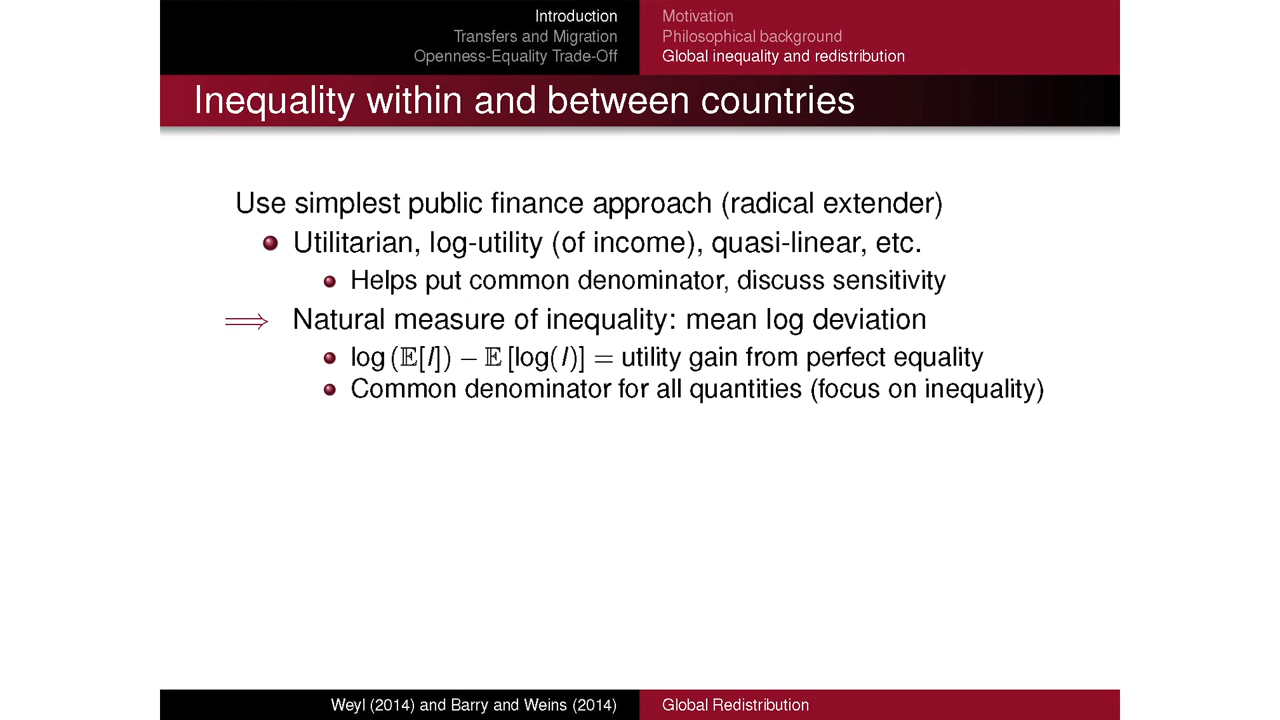 Introduction
Transfers and Migration
Openness-Equality Trade-Off
Motivation
Philosophical background
Global inequality and redistribution
Inequality within and between countries
Use simplest public finance approach (radical extender)
Utilitarian, log-utility (of income), quasi-linear, etc.
Helps put common denominator, discuss sensitivity
⟹ Natural measure of inequality: mean log deviation
log (𝔼[I]) − 𝔼 [log(I)] = utility gain from perfect equality
Common denominator for all quantities (focus on inequality)
Weyl (2014) and Barry and Weins (2014)
Global Redistribution